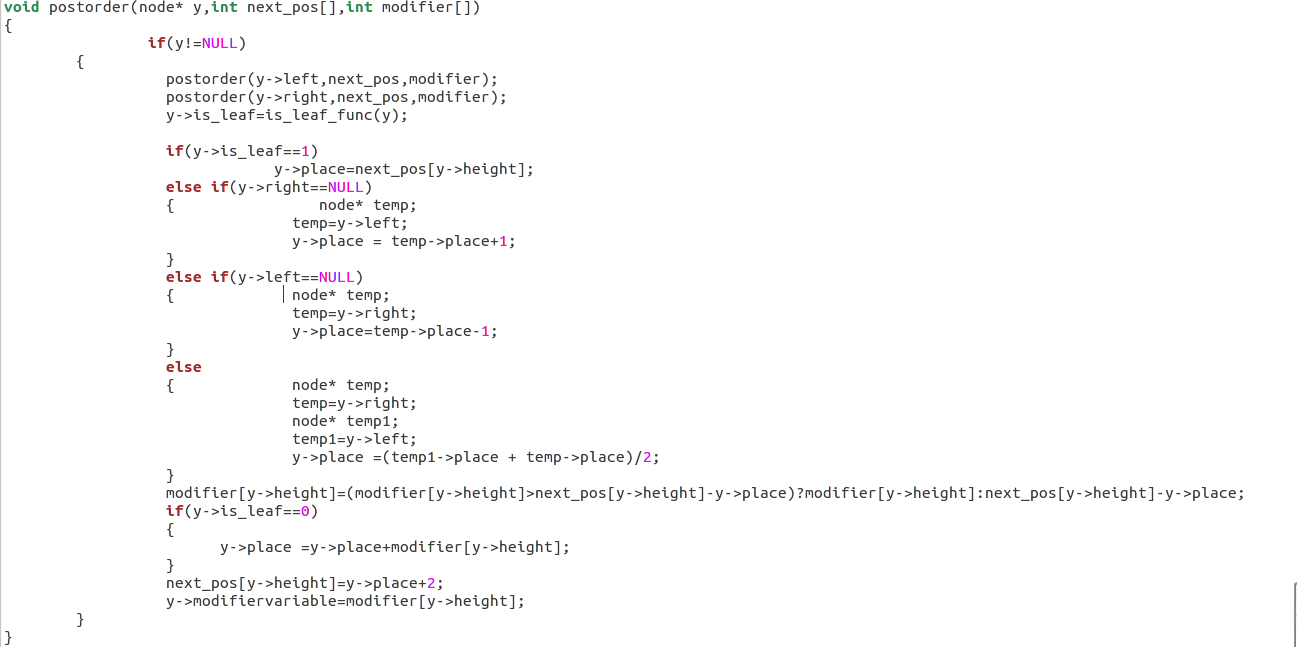 void postorder(node* y,int next_pos[],int modifier[])
{
if(y!=NULL)
{
postorder(y->left,next_pos,modifier);
postorder(y->right,next_pos,modifier);
y->is_leaf=is_leaf_func(y);
if(y->is_leaf==1)
y->place=next_pos[y->height];
else if(y->right==NULL)
{ node* temp;
temp=y->left;
y->place = temp->place+1;
}
else if(y->left==NULL)
{ node* temp;
temp=y->right;
y->place=temp->place-1;
}
else
{ node* temp;
temp=y->right;
node* temp1;
temp1=y->left;
y->place =(temp1->place + temp->place)/2;
}
modifier[y->height]=(modifier[y->height]>next_pos[y->height]-y->place)?modifier[y->height]:next_pos[y->height]-y->place;
if(y->is_leaf==0)
{
y->place =y->place+modifier[y->height];
}
next_pos[y->height]=y->place+2;
y->modifiervariable=modifier[y->height];
}
}